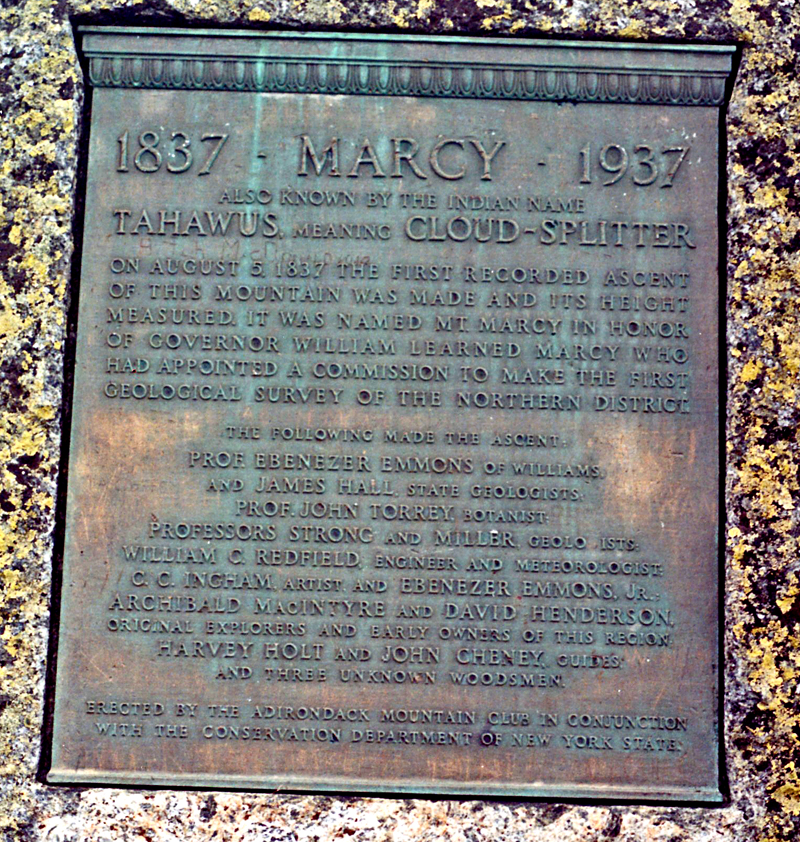 1837 · MARCY · 1937
ALSO KNOWN BY THE INDIAN NAME
TAHAWUS, MEANING CLOUD-SPLITTER
ON AUGUST 5, 1837 THE FIRST RECORDED ASCENT
OF THIS MOUNTAIN WAS MADE AND ITS HEIGHT
MEASURED. IT WAS NAMED MT. MARCY IN HONOR
OF GOVERNOR WILLIAM LEARNED MARCY WHO
HAD APPOINTED A COMMISSION TO MAKE THE FIRST
GEOLOGICAL SURVEY OF THE NORTHERN DISTRICT.
THE FOLLOWING MADE THE ASCENT:
PROF. EBENEZER EMMONS OF WILLIAMS,
AND JAMES HALL, STATE GEOLOGISTS;
PROF. JOHN TORREY, BOTANIST;
PROFESSORS STRONG AND MILLER, GEOLO ISTS;
WILLIAM C. REDFIELD, ENGINEER AND METEOROLOGIST;
C. C. INGHAM, ARTIST, AND EBENEZER EMMONS, JR.;
ARCHIBALD MACINTYRE AND DAVID HENDERSON,
ORIGINAL EXPLORERS AND EARLY OWNERS OF THIS REGION;
HARVEY HOLT AND JOHN CHENEY, GUIDES;
AND THREE UNKNOWN WOODSMEN.
ERECTED BY THE ADIRONDACK MOUNTAIN CLUB IN CONJUNCTION
WITH THE CONSERVATION DEPARTMENT OF NEW YORK STATE.